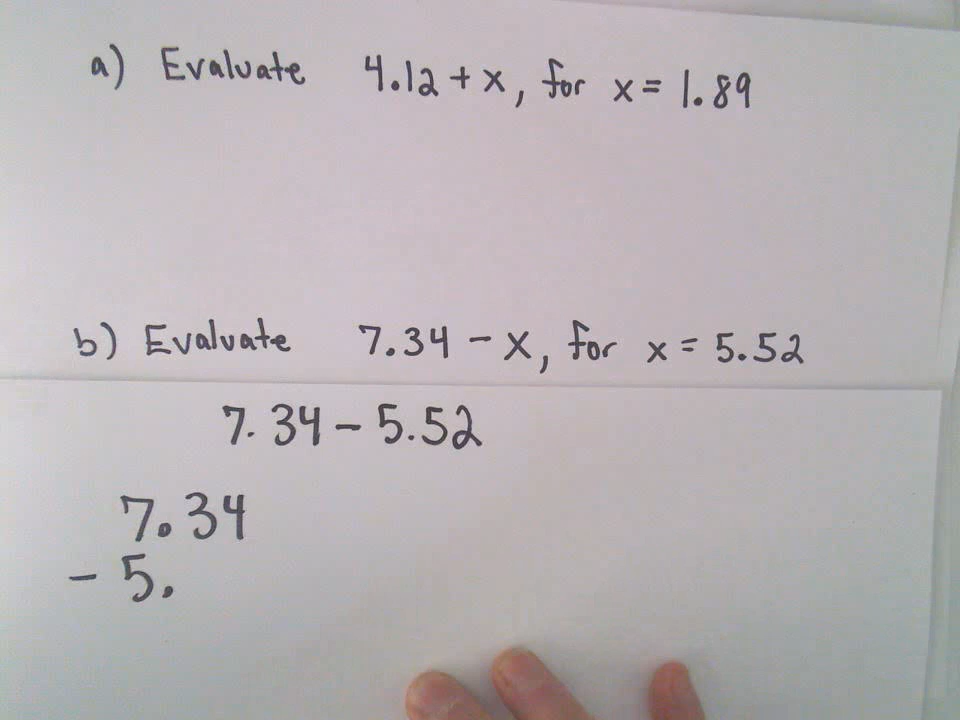 a) Evaluate 4.12 + x, for x = 1.89
b) Evaluate 7.34 - x, for x = 5.52
7.34 - 5.52
7.34
- 5.